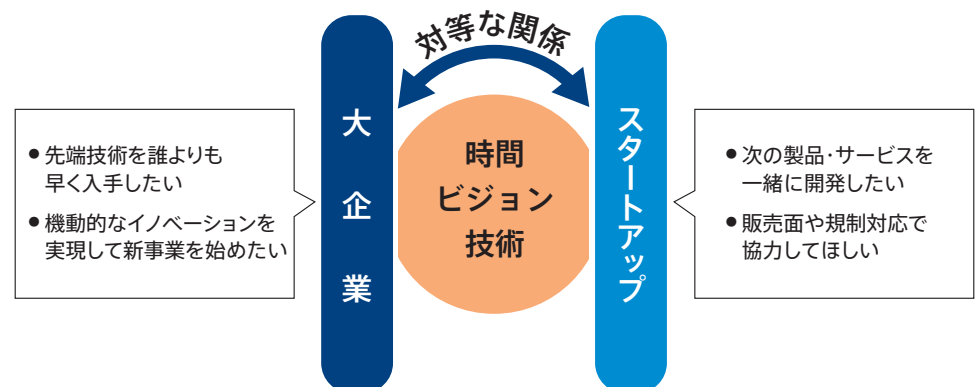 対等な関係
大企業
● 先端技術を誰よりも
早く入手したい
● 機動的なイノベーションを
実現して新事業を始めたい
時間
ビジョン
技術
スタートアップ
● 次の製品・サービスを
一緒に開発したい
● 販売面や規制対応で
協力してほしい